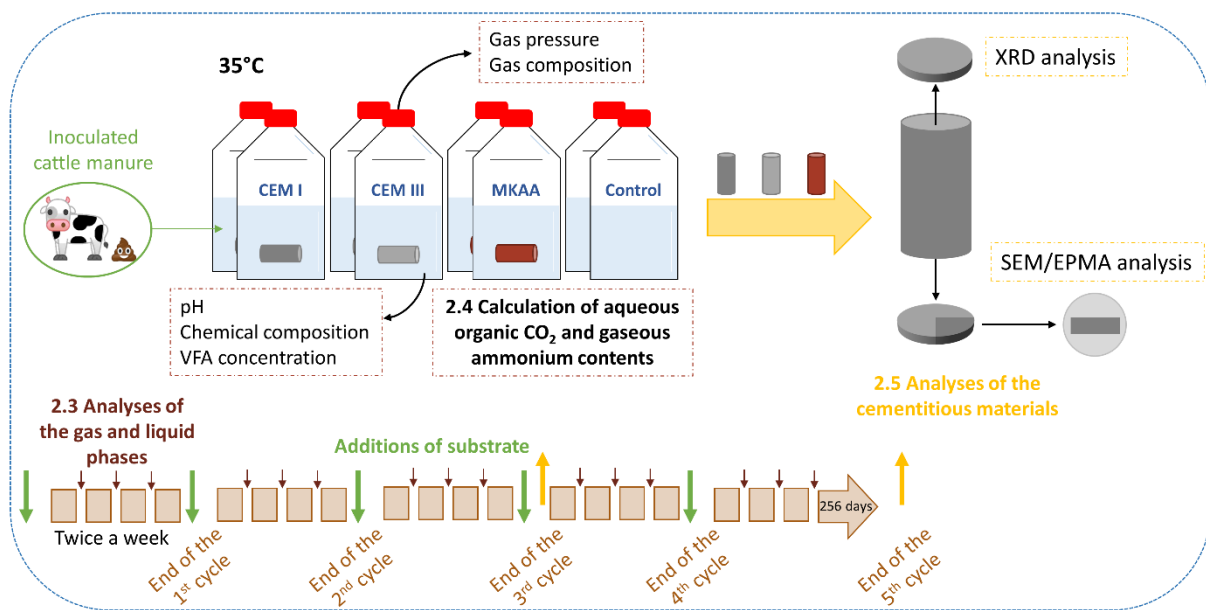 35°C
Gas pressure
Gas composition
XRD analysis
Inoculated
cattle manure
CEM I
CEM III
MKAA
Control
SEM/EPMA analysis
pH
Chemical composition
VFA concentration
2.4 Calculation of aqueous
organic CO₂ and gaseous
ammonium contents
2.5 Analyses of the
cementitious materials
2.3 Analyses of
the gas and liquid
phases
Additions of substrate
256 days
Twice a week
End of the
1st cycle
End of the
2nd cycle
End of the
3rd cycle
End of the
4th cycle
End of the
5th cycle